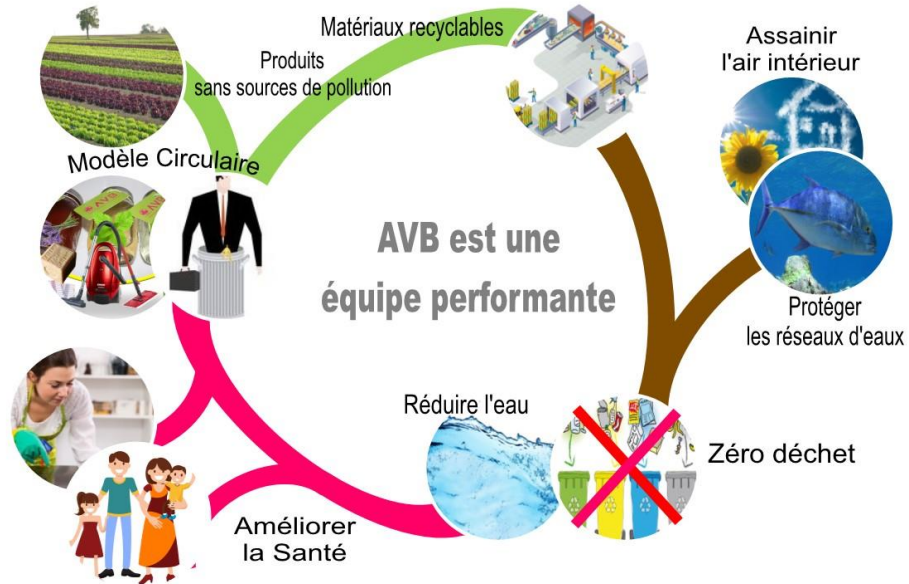 Matériaux recyclables
Produits
sans sources de pollution
Assainir
l'air intérieur
Modèle Circulaire
AVB
AVB est une
équipe performante
Protéger
les réseaux d'eaux
Réduire l'eau
Zéro déchet
Améliorer
la Santé